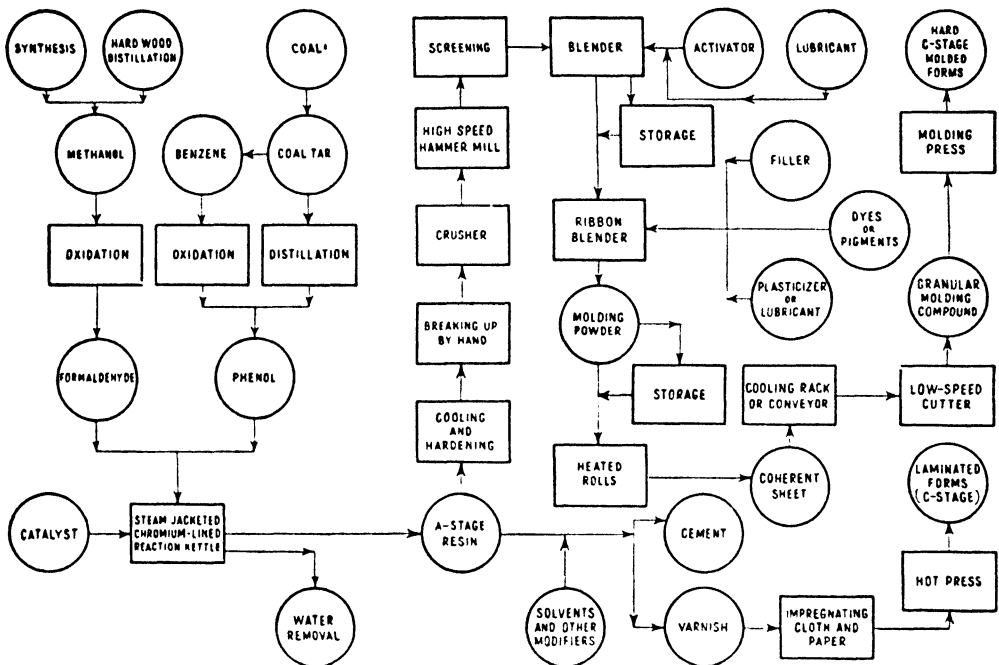 SYNTHESIS
HARD WOOD
DISTILLATION
COAL
SCREENING
BLENDER
ACTIVATOR
LUBRICANT
HARD
C-STAGE
MOLDED
FORMS
METHANOL
BENZENE
COAL TAR
HIGH SPEED
HAMMER MILL
STORAGE
FILLER
MOLDING
PRESS
OXIDATION
OXIDATION
DISTILLATION
CRUSHER
RIBBON
BLENDER
DYES
OR
PIGMENTS
FORMALDEHYDE
PHENOL
BREAKING UP
BY HAND
MOLDING
POWDER
PLASTICIZER
OR
LUBRICANT
GRANULAR
MOLDING
COMPOUND
COOLING
AND
HARDENING
STORAGE
COOLING RACK
OR CONVEYOR
LOW-SPEED
CUTTER
HEATED
ROLLS
COHERENT
SHEET
LAMINATED
FORMS
(C-STAGE)
CATALYST
STEAM JACKETED
CHROMIUM-LINED
REACTION KETTLE
A-STAGE
RESIN
CEMENT
HOT PRESS
WATER
REMOVAL
SOLVENTS
AND OTHER
MODIFIERS
VARNISH
IMPREGNATING
CLOTH AND
PAPER